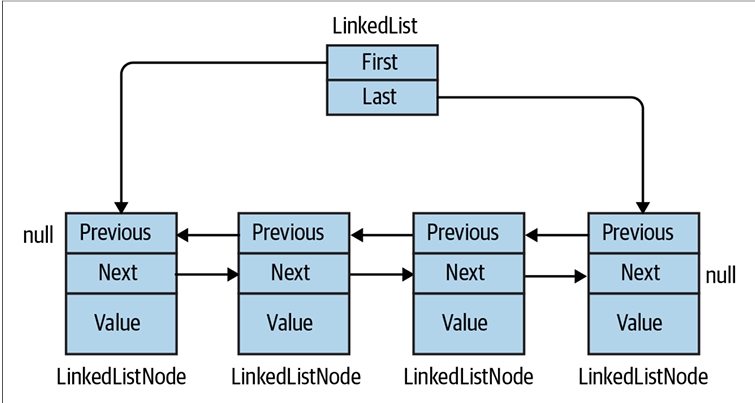 LinkedList
First
Last
null
Previous
Previous
Previous
Previous
Next
Next
Next
Next
null
Value
Value
Value
Value
LinkedListNode
LinkedListNode
LinkedListNode
LinkedListNode